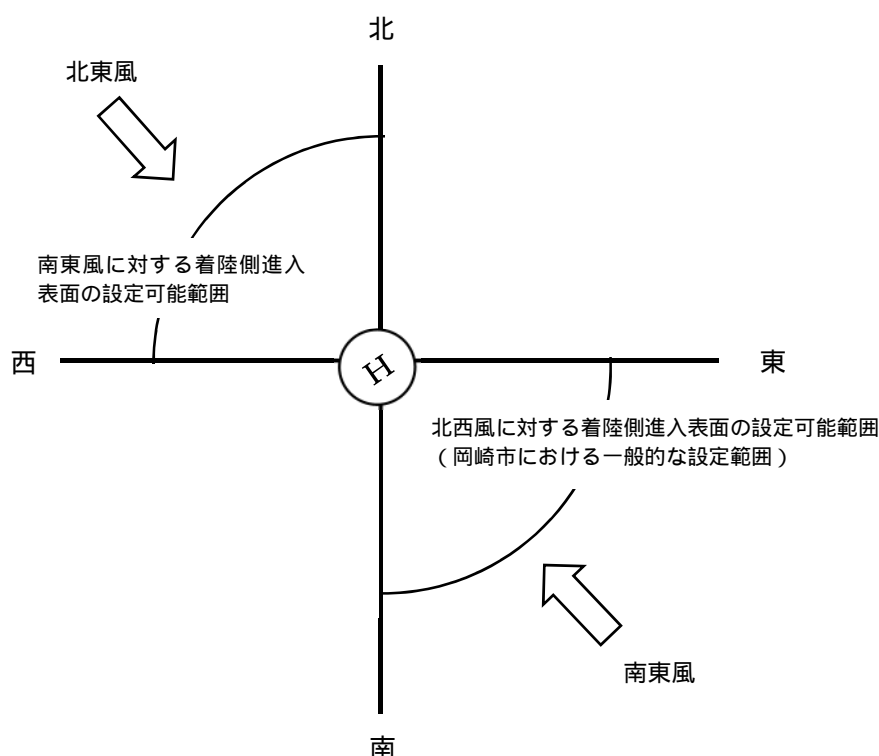 北
北東風
南東風に対する着陸側進入
表面の設定可能範囲
西
H
東
北西風に対する着陸側進入表面の設定可能範囲
（岡崎市における一般的な設定範囲）
南東風
南